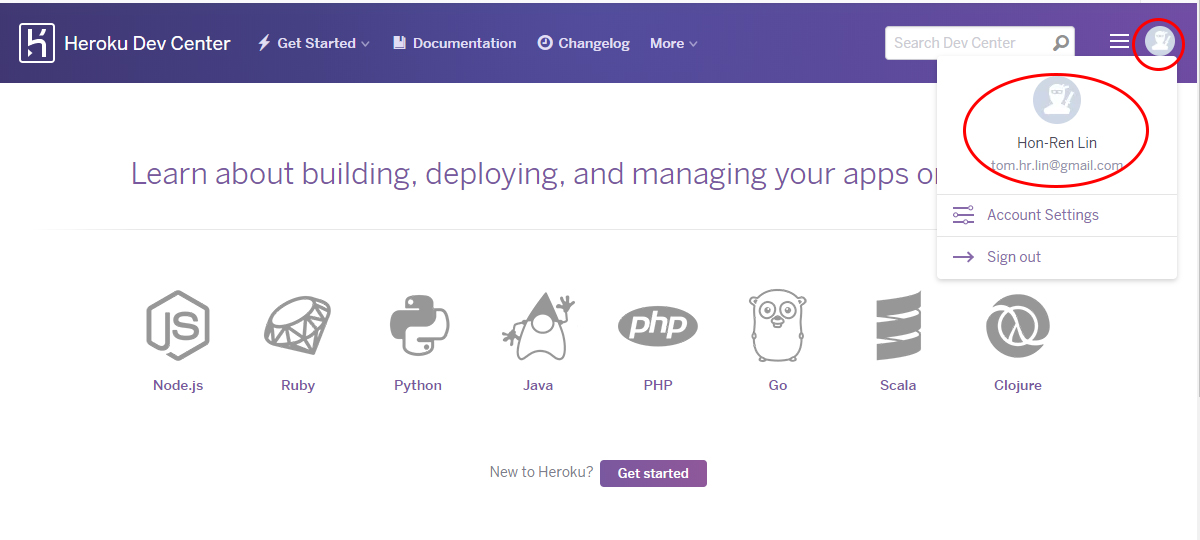 Heroku Dev Center Get Started Documentation Changelog More Search Dev Center
Hon-Ren Lin
tom.hr.lin@gmail.com
Learn about building, deploying, and managing your apps on
Account Settings
Sign out
JS
php
Node.js Ruby Python Java PHP Go Scala Clojure
New to Heroku? Get started